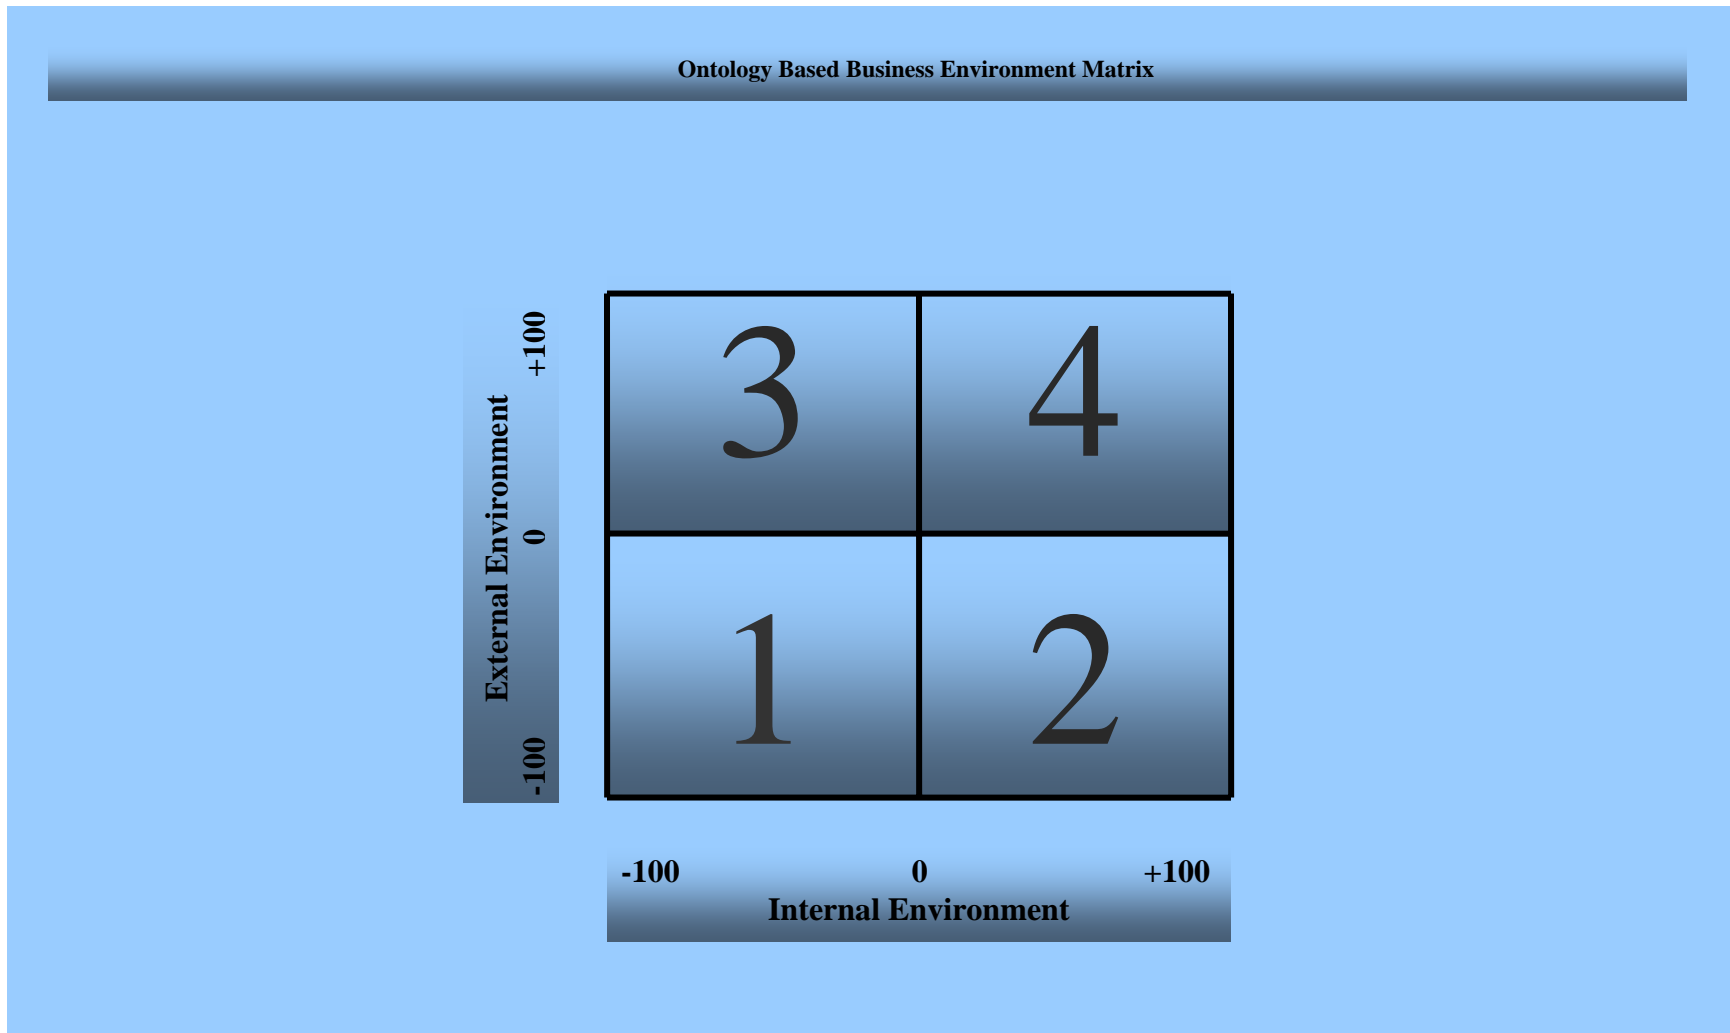 Ontology Based Business Environment Matrix
External Environment
+100
0
-100
3
4
1
2
-100 0 +100
Internal Environment